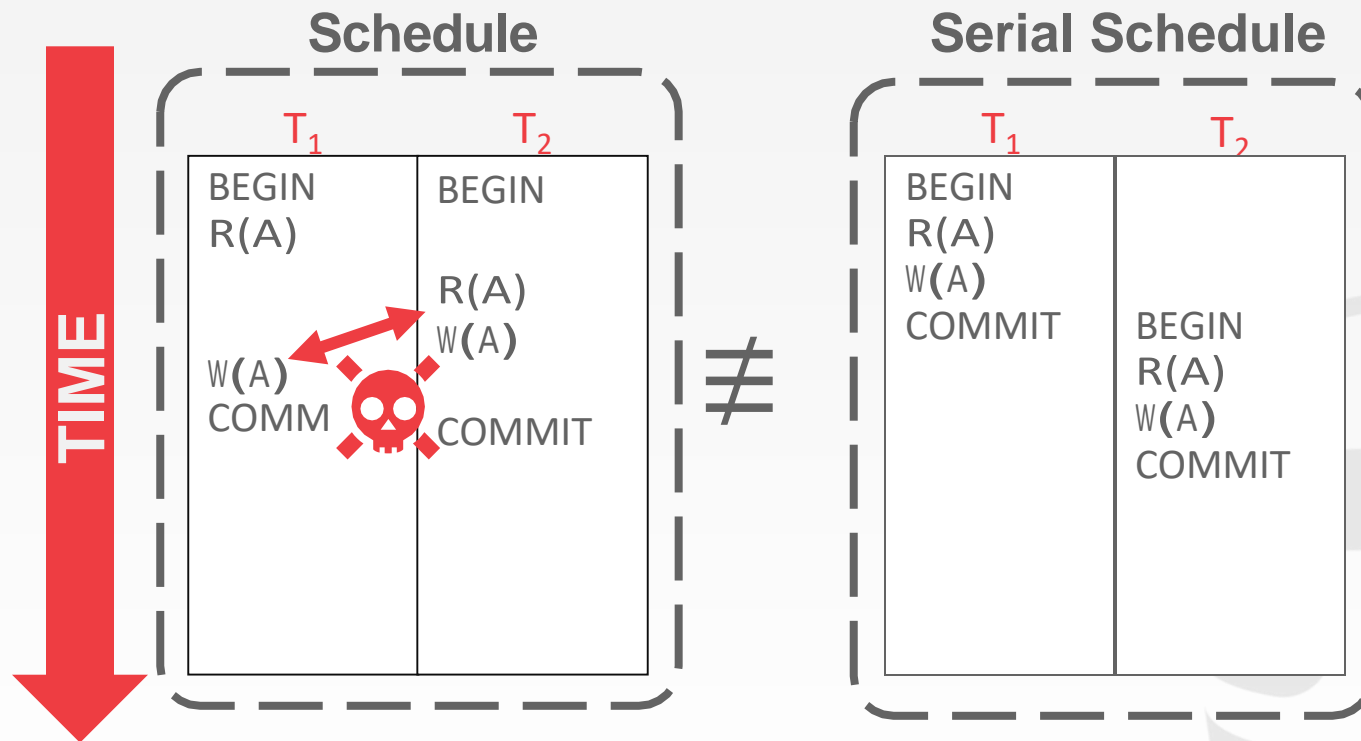 Schedule
Serial Schedule
TIME
T₁
T₂
BEGIN
R(A)
W(A)
COMM
BEGIN
R(A)
W(A)
COMMIT
≢
T₁
T₂
BEGIN
R(A)
W(A)
COMMIT
BEGIN
R(A)
W(A)
COMMIT